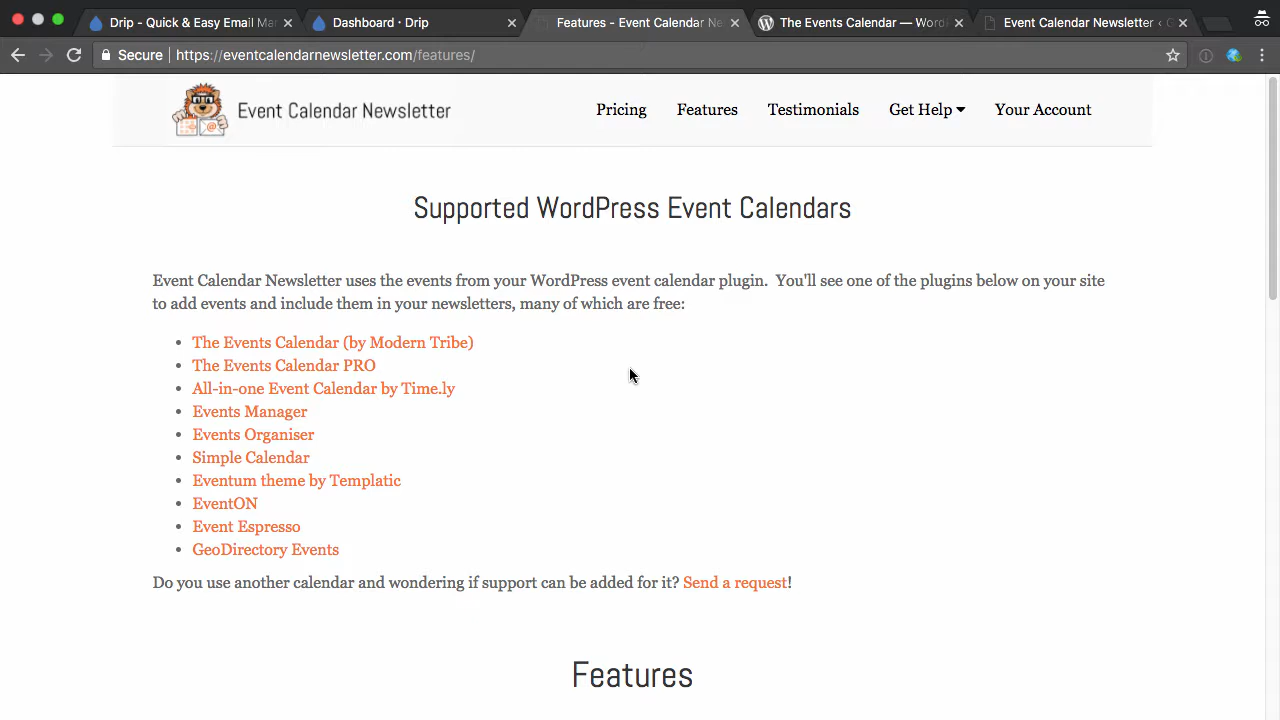 Drip - Quick & Easy Email Mar
Dashboard · Drip
Features - Event Calendar Ne
The Events Calendar — Word
Event Calendar Newsletter ‹ C
Secure
https://eventcalendarnewsletter.com/features/
Event Calendar Newsletter
Pricing
Features
Testimonials
Get Help
Your Account
Supported WordPress Event Calendars
Event Calendar Newsletter uses the events from your WordPress event calendar plugin. You'll see one of the plugins below on your site
to add events and include them in your newsletters, many of which are free:
• The Events Calendar (by Modern Tribe)
• The Events Calendar PRO
• All-in-one Event Calendar by Time.ly
• Events Manager
• Events Organiser
• Simple Calendar
• Eventum theme by Templatic
• EventON
• Event Espresso
• GeoDirectory Events
Do you use another calendar and wondering if support can be added for it? Send a request!
Features